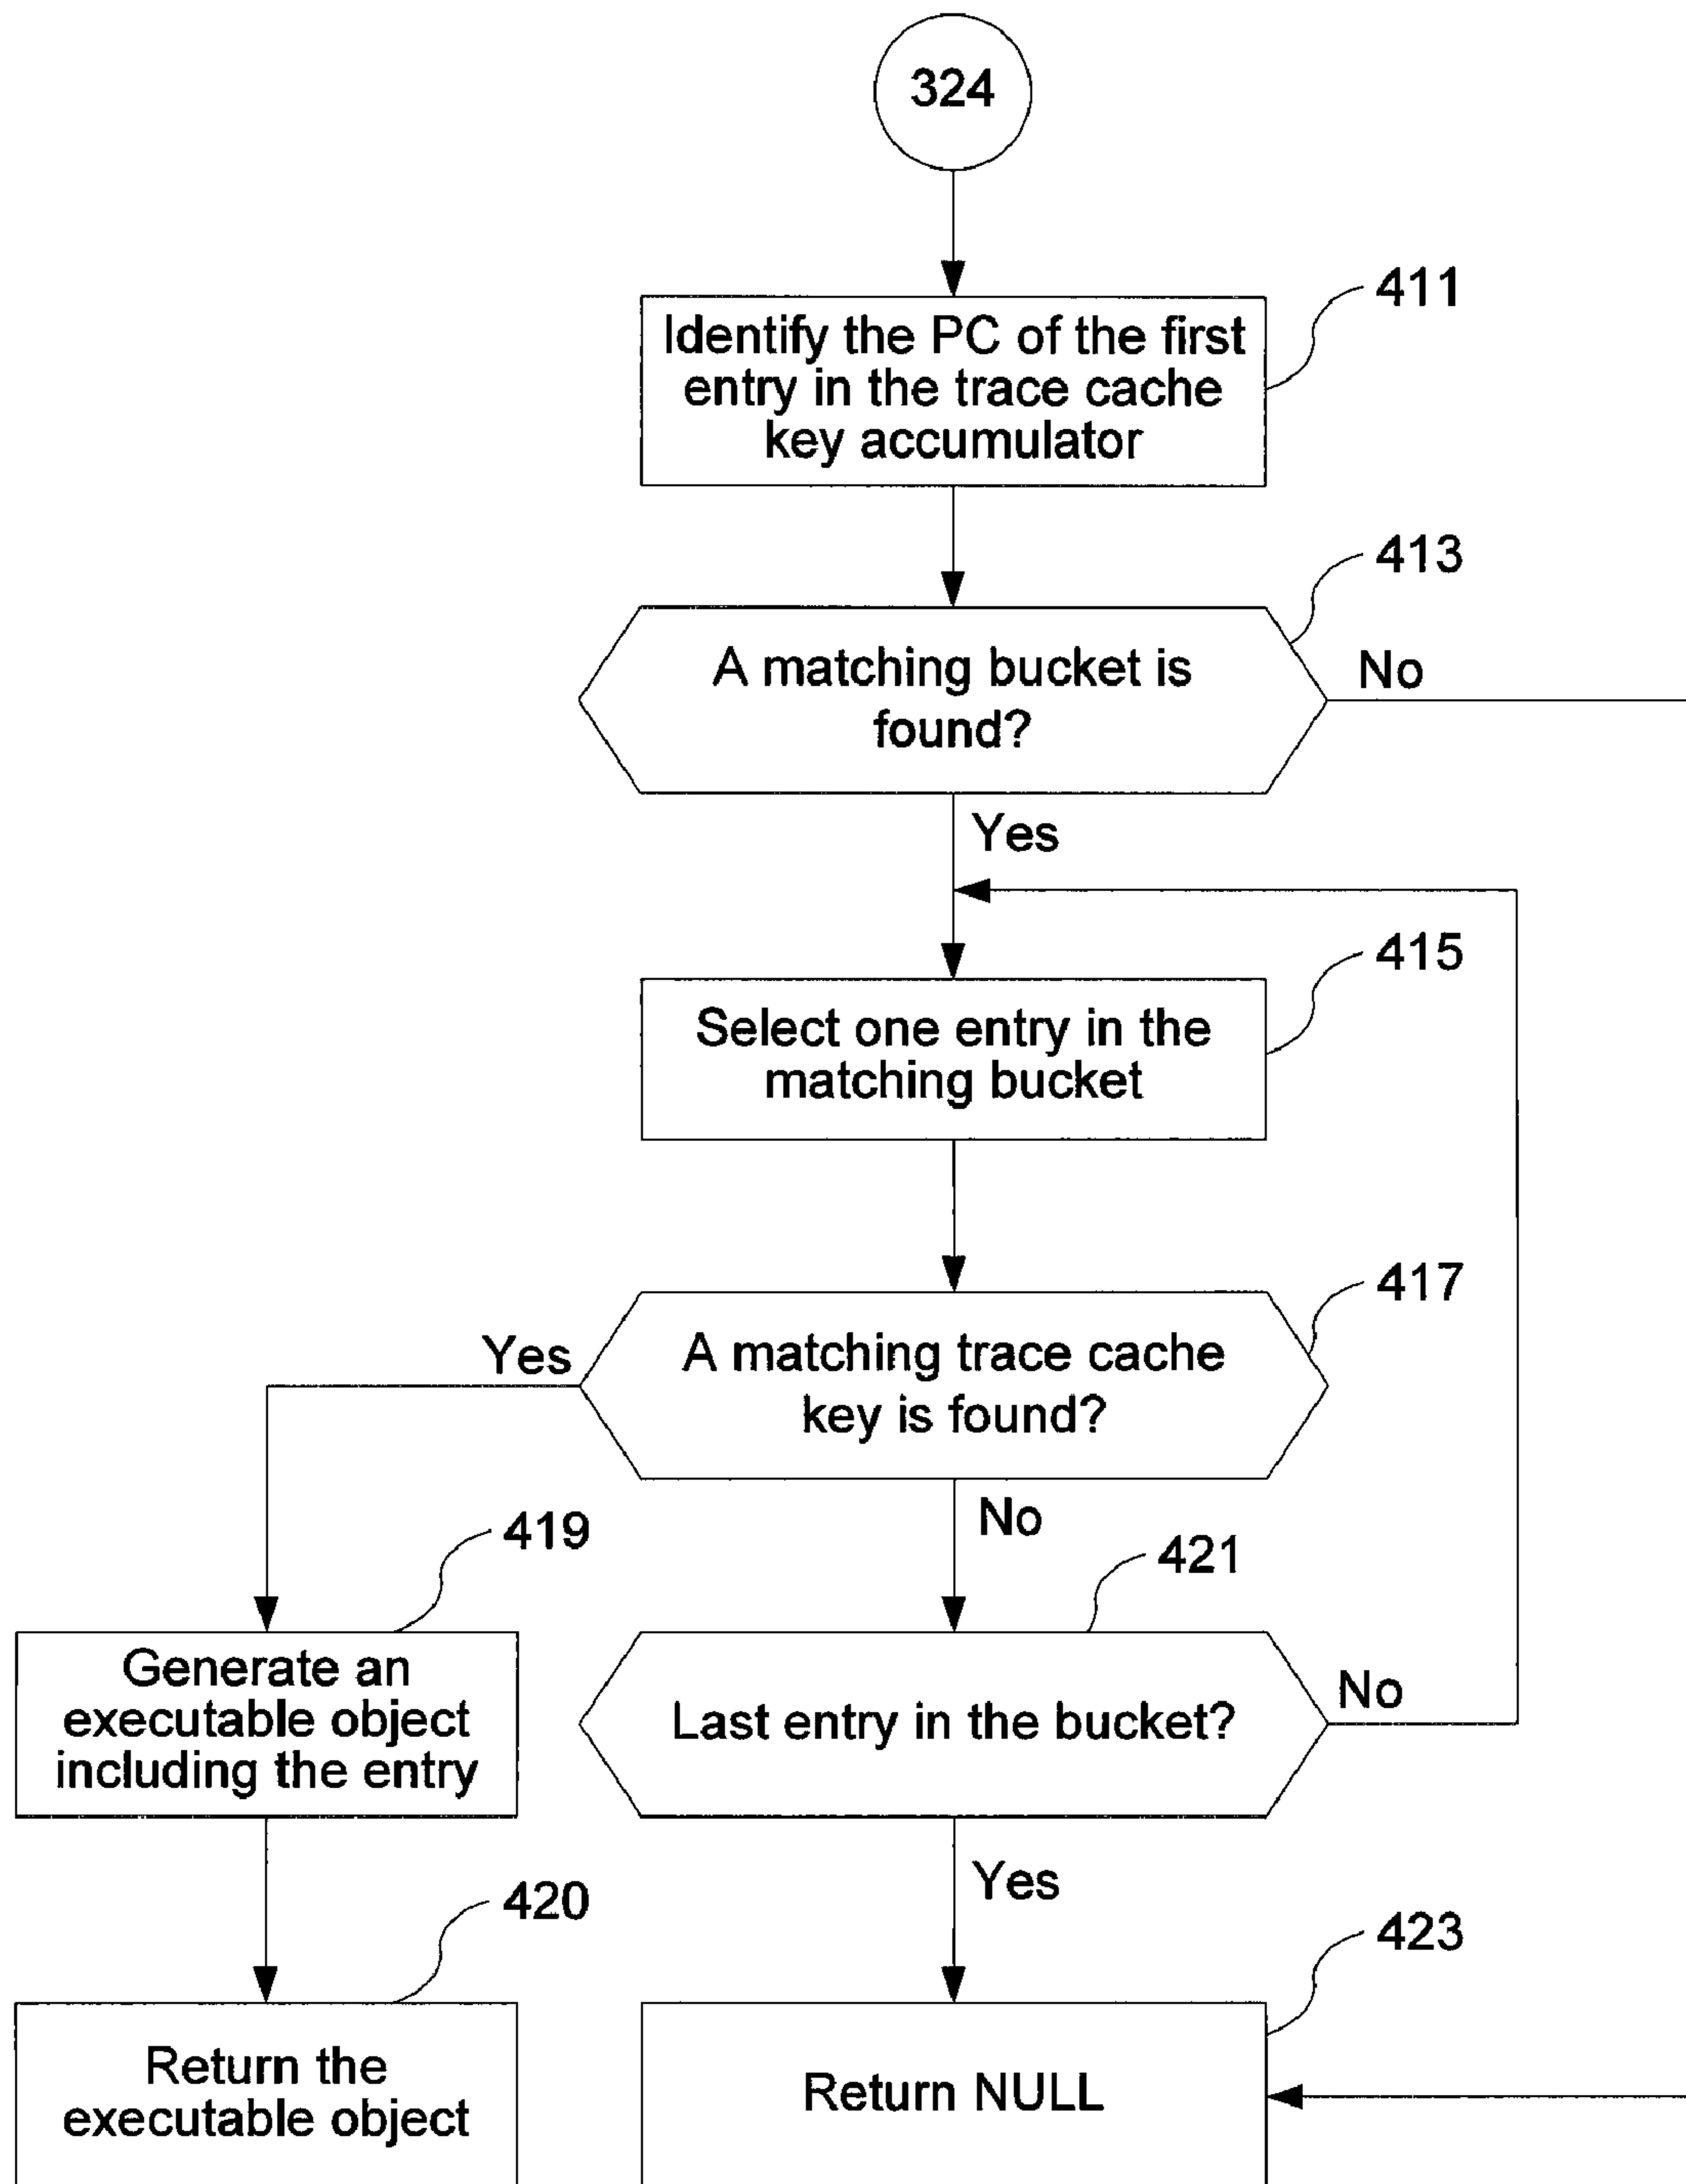 324
411
Identify the PC of the first
entry in the trace cache
key accumulator
413
A matching bucket is
found?
No
Yes
415
Select one entry in the
matching bucket
417
A matching trace cache
key is found?
Yes
No
419
421
Generate an
executable object
including the entry
Last entry in the bucket?
No
Yes
420
423
Return the
executable object
Return NULL